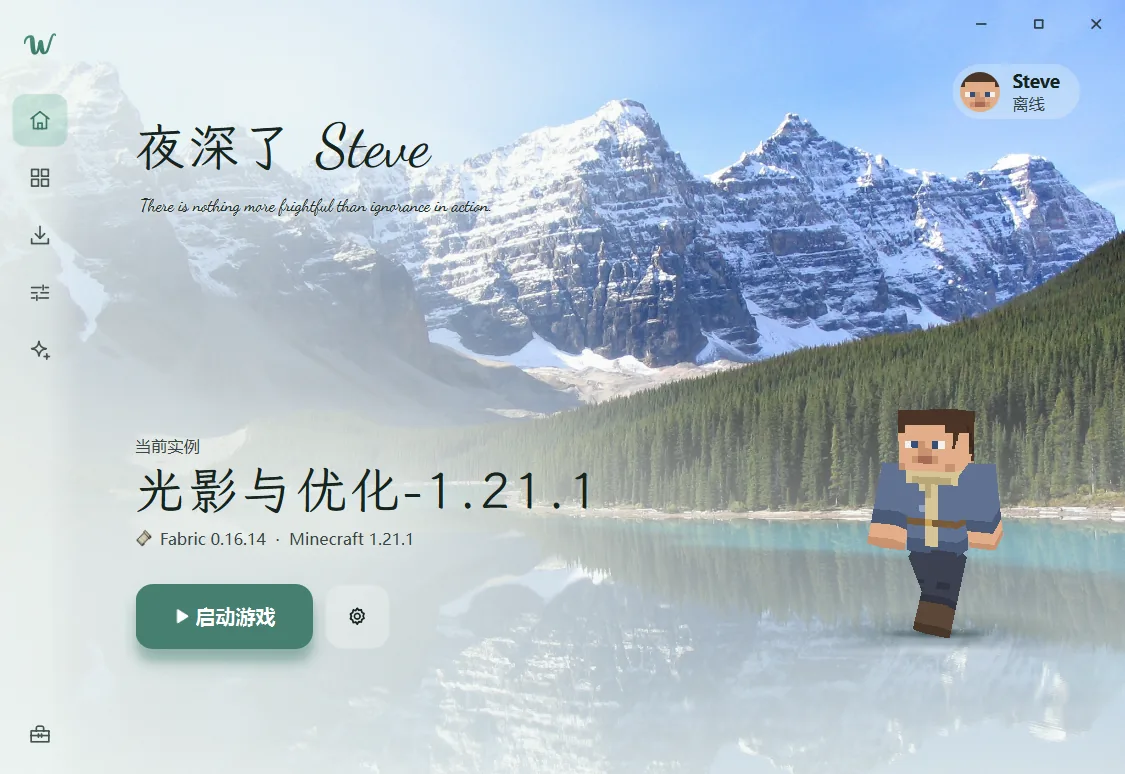 W
Steve
离线
夜深了 Steve
There is nothing more frightful than ignorance in action.
当前实例
光影与优化-1.21.1
Fabric 0.16.14 · Minecraft 1.21.1
启动游戏